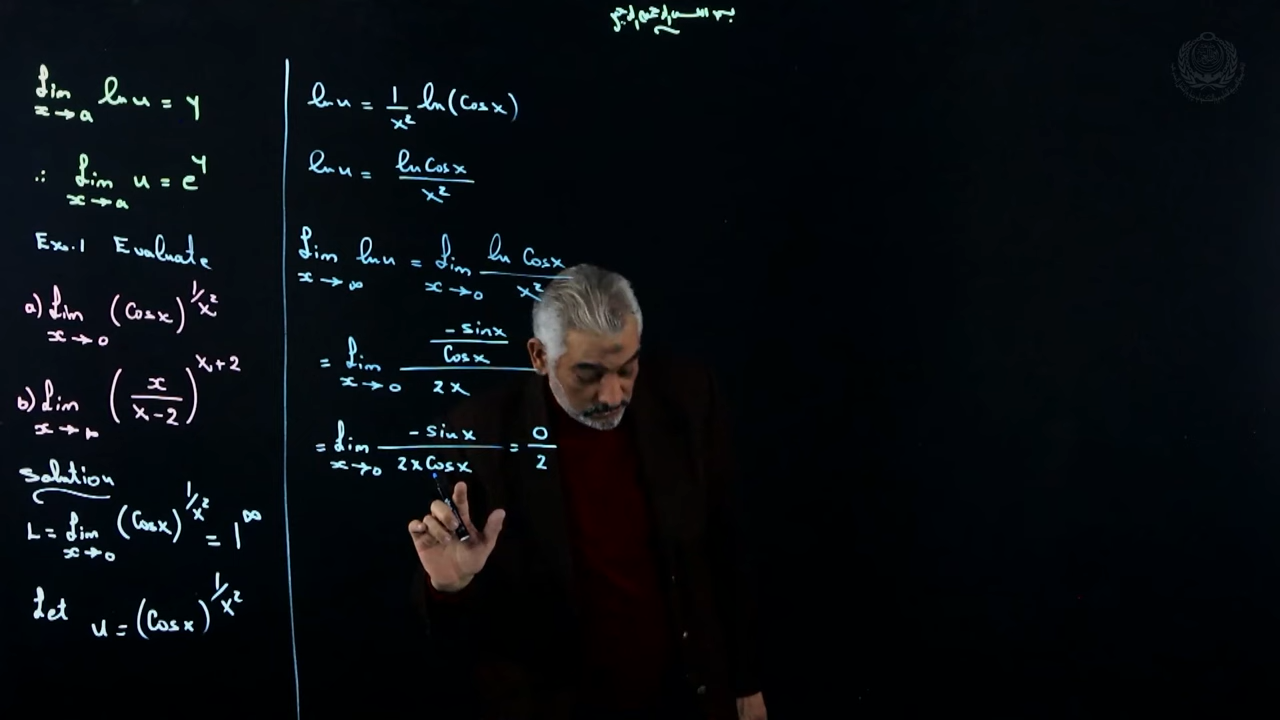 lim ln u = y
x→a
∴ lim u = e^y
x→a
Ex.1 Evaluate
a) lim (Cos x)^(1/x²)
x→0
b) lim (x/(x-2))^(x+2)
Solution
L = lim (Cos x)^(1/x²) = 1^∞
x→0
Let u = (Cos x)^(1/x²)
ln u = 1/x² ln(Cos x)
ln u = ln Cos x / x²
lim ln u = lim ln Cos x / x²
x→∞ x→0
= lim (-sin x / Cos x) / 2x
x→0
= lim -sin x / 2x Cos x = 0/2
x→0